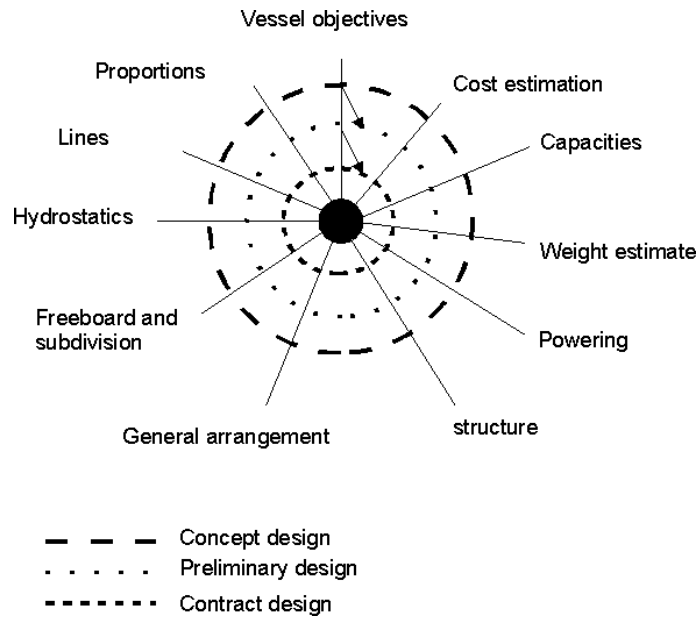 Vessel objectives
Proportions
Cost estimation
Lines
Capacities
Hydrostatics
Weight estimate
Freeboard and
subdivision
Powering
General arrangement
structure
Concept design
Preliminary design
Contract design